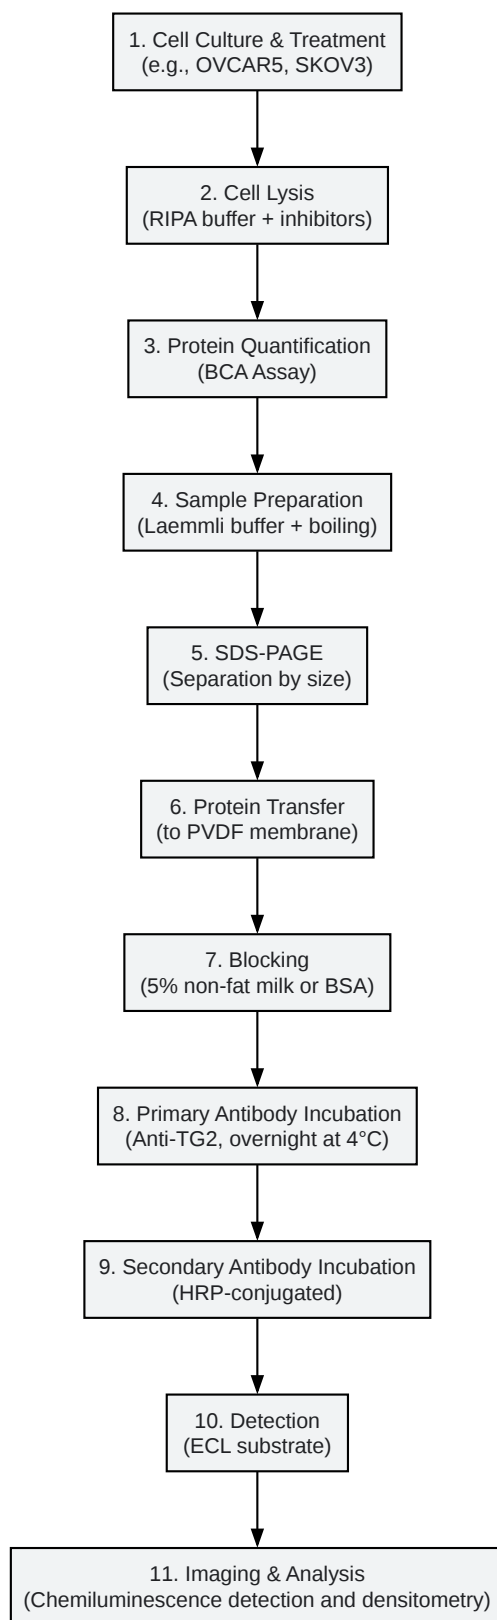 1. Cell Culture & Treatment
(e.g., OVCAR5, SKOV3)
2. Cell Lysis
(RIPA buffer + inhibitors)
3. Protein Quantification
(BCA Assay)
4. Sample Preparation
(Laemmli buffer + boiling)
5. SDS-PAGE
(Separation by size)
6. Protein Transfer
(to PVDF membrane)
7. Blocking
(5% non-fat milk or BSA)
8. Primary Antibody Incubation
(Anti-TG2, overnight at 4°C)
9. Secondary Antibody Incubation
(HRP-conjugated)
10. Detection
(ECL substrate)
11. Imaging & Analysis
(Chemiluminescence detection and densitometry)